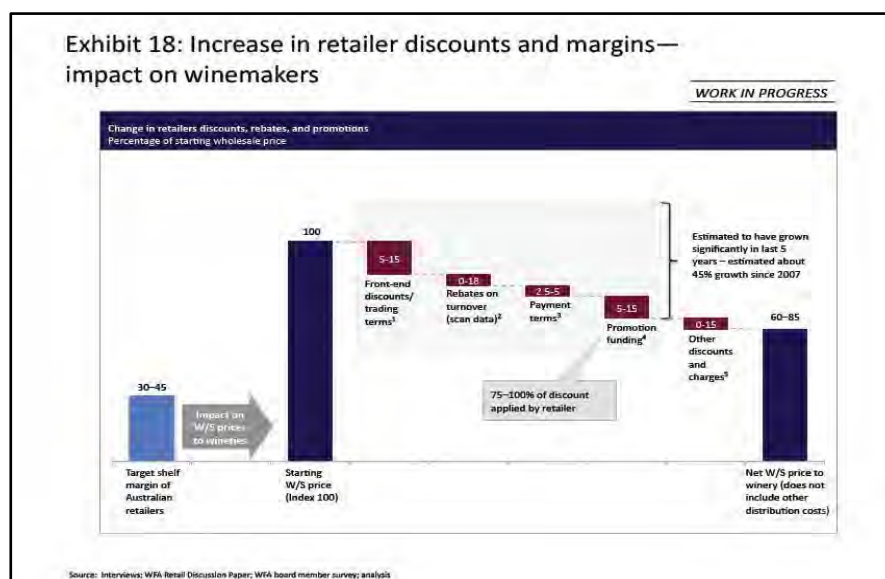 Exhibit 18: Increase in retailer discounts and margins—
impact on winemakers
WORK IN PROGRESS
Change in retailers discounts, rebates, and promotions
Percentage of starting wholesale price
30–45
Target shelf
margin of
Australian
retailers
Impact on
W/S prices
to wineries
100
Starting
W/S price
(Index 100)
5-15
Front-end
discounts/
trading
terms¹
0-18
Rebates on
turnover
(scan data)²
2.5-5
Payment
terms³
5-15
Promotion
funding⁴
75–100% of discount
applied by retailer
0-15
Other
discounts
and
charges⁵
Estimated to have grown
significantly in last 5
years – estimated about
45% growth since 2007
60–85
Net W/S price to
winery (does not
include other
distribution costs)
Source: Interviews; WFA Retail Discussion Paper; WFA board member survey; analysis